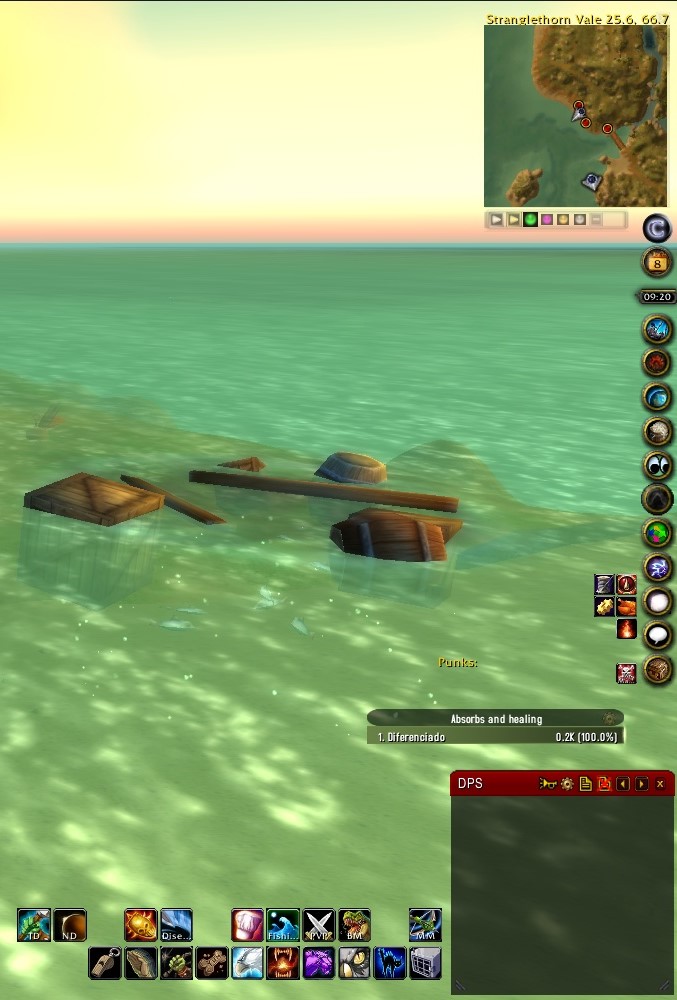 Stranglethorn Vale 25.6, 66.7
8
09:20
Punks:
Absorbs and healing
1. Diferenciado 0.2K (100.0%)
DPS
TD ND Dise... Fishi... PVP BM MM